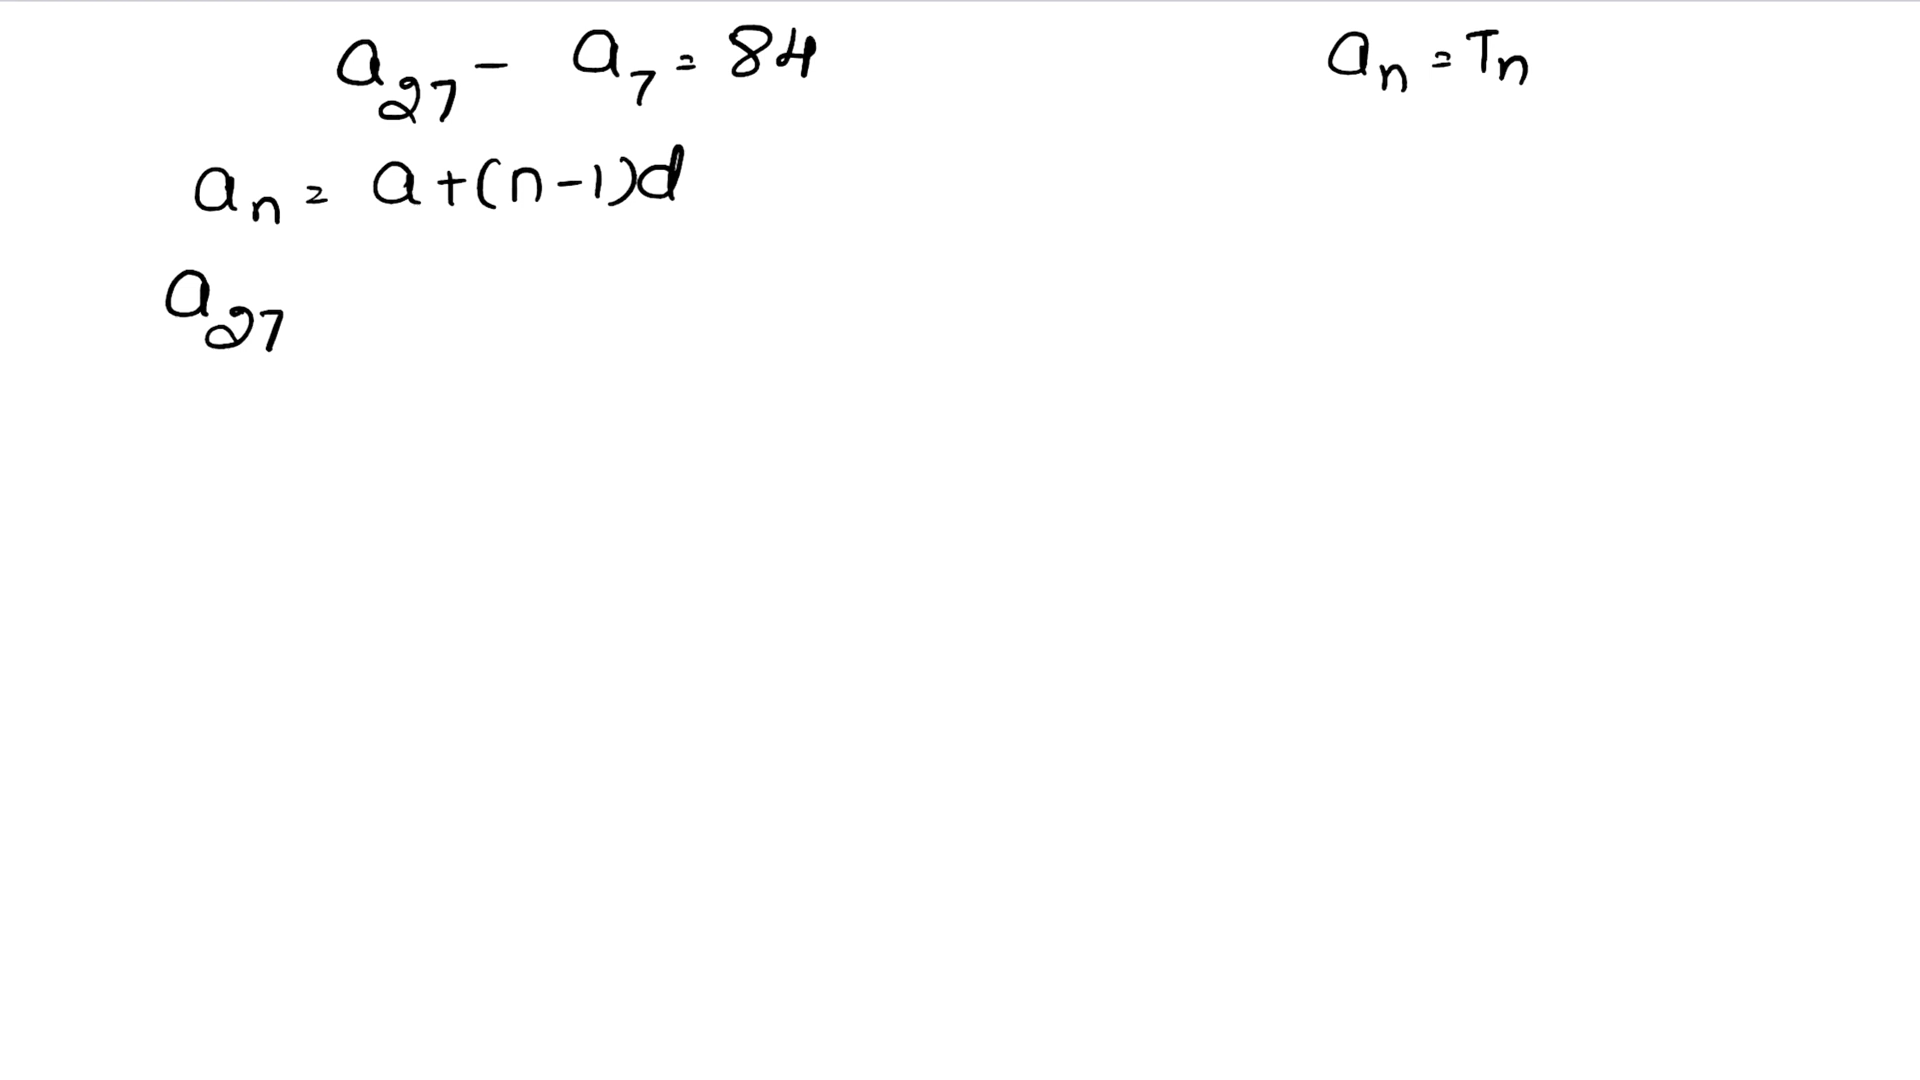 a₂₇ - a₇ = 84
aₙ = Tₙ
aₙ = a+(n-1)d
a₂₇